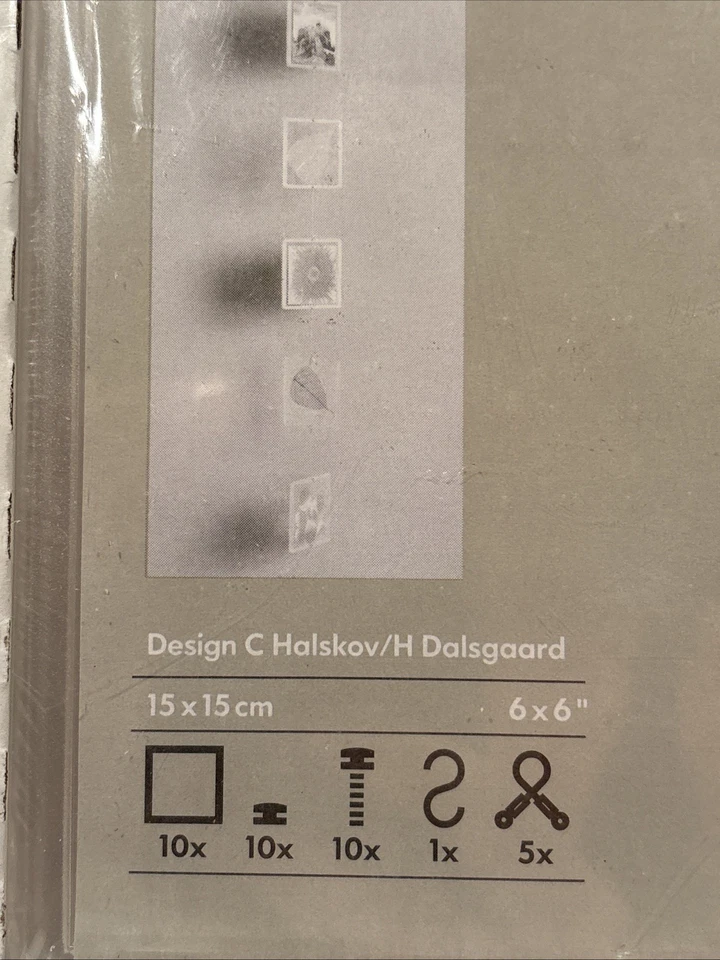 Design C Halskov/H Dalsgaard
15 x 15 cm 6 x 6"
10x 10x 10x 1x 5x